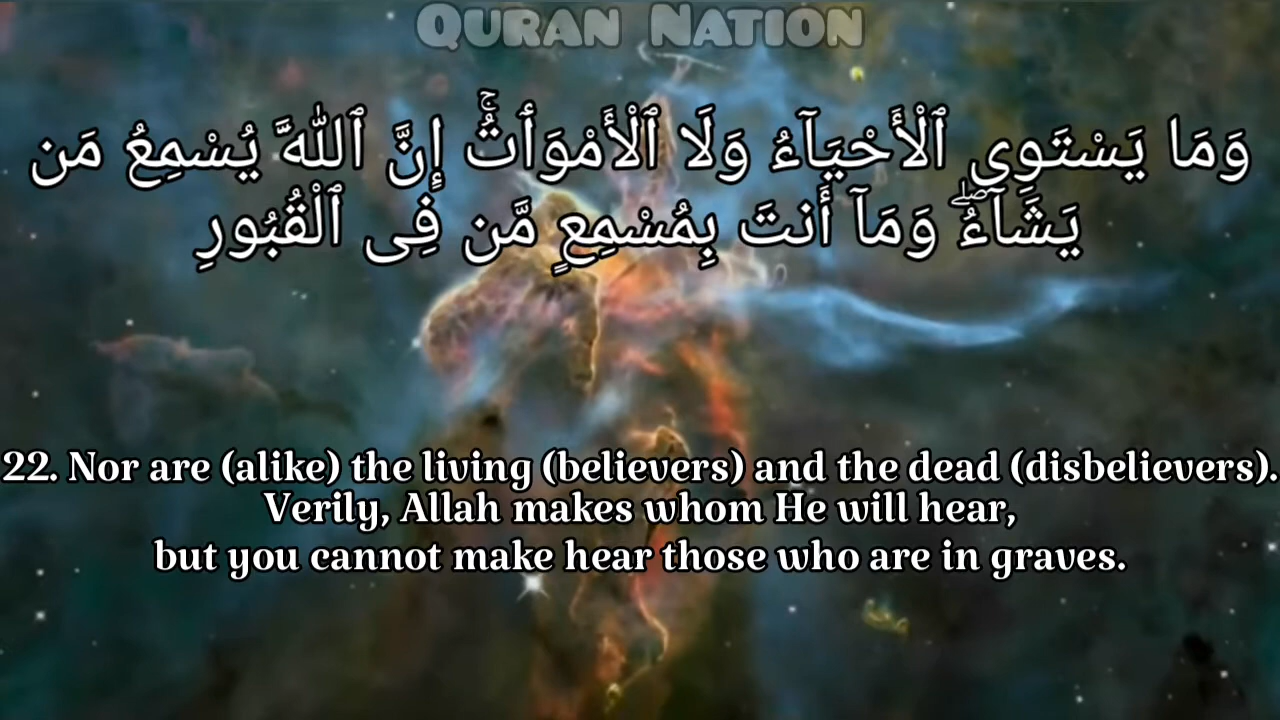 QURAN NATION
وَمَا يَسْتَوِى ٱلْأَحْيَآءُ وَلَا ٱلْأَمْوَٲتُۚ إِنَّ ٱللَّهَ يُسْمِعُ مَن
يَشَآءُۖ وَمَآ أَنتَ بِمُسْمِعٍ مَّن فِى ٱلْقُبُورِ
22. Nor are (alike) the living (believers) and the dead (disbelievers).
Verily, Allah makes whom He will hear,
but you cannot make hear those who are in graves.